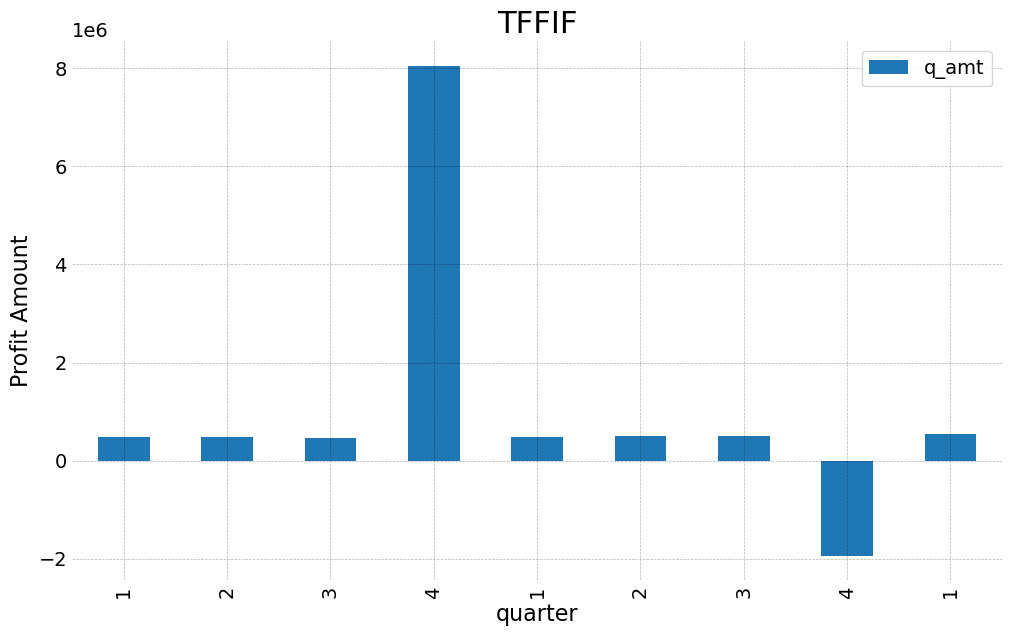 TFFIF
1e6
q_amt
8
6
4
2
0
−2
Profit Amount
1 2 3 4 1 2 3 4 1
quarter